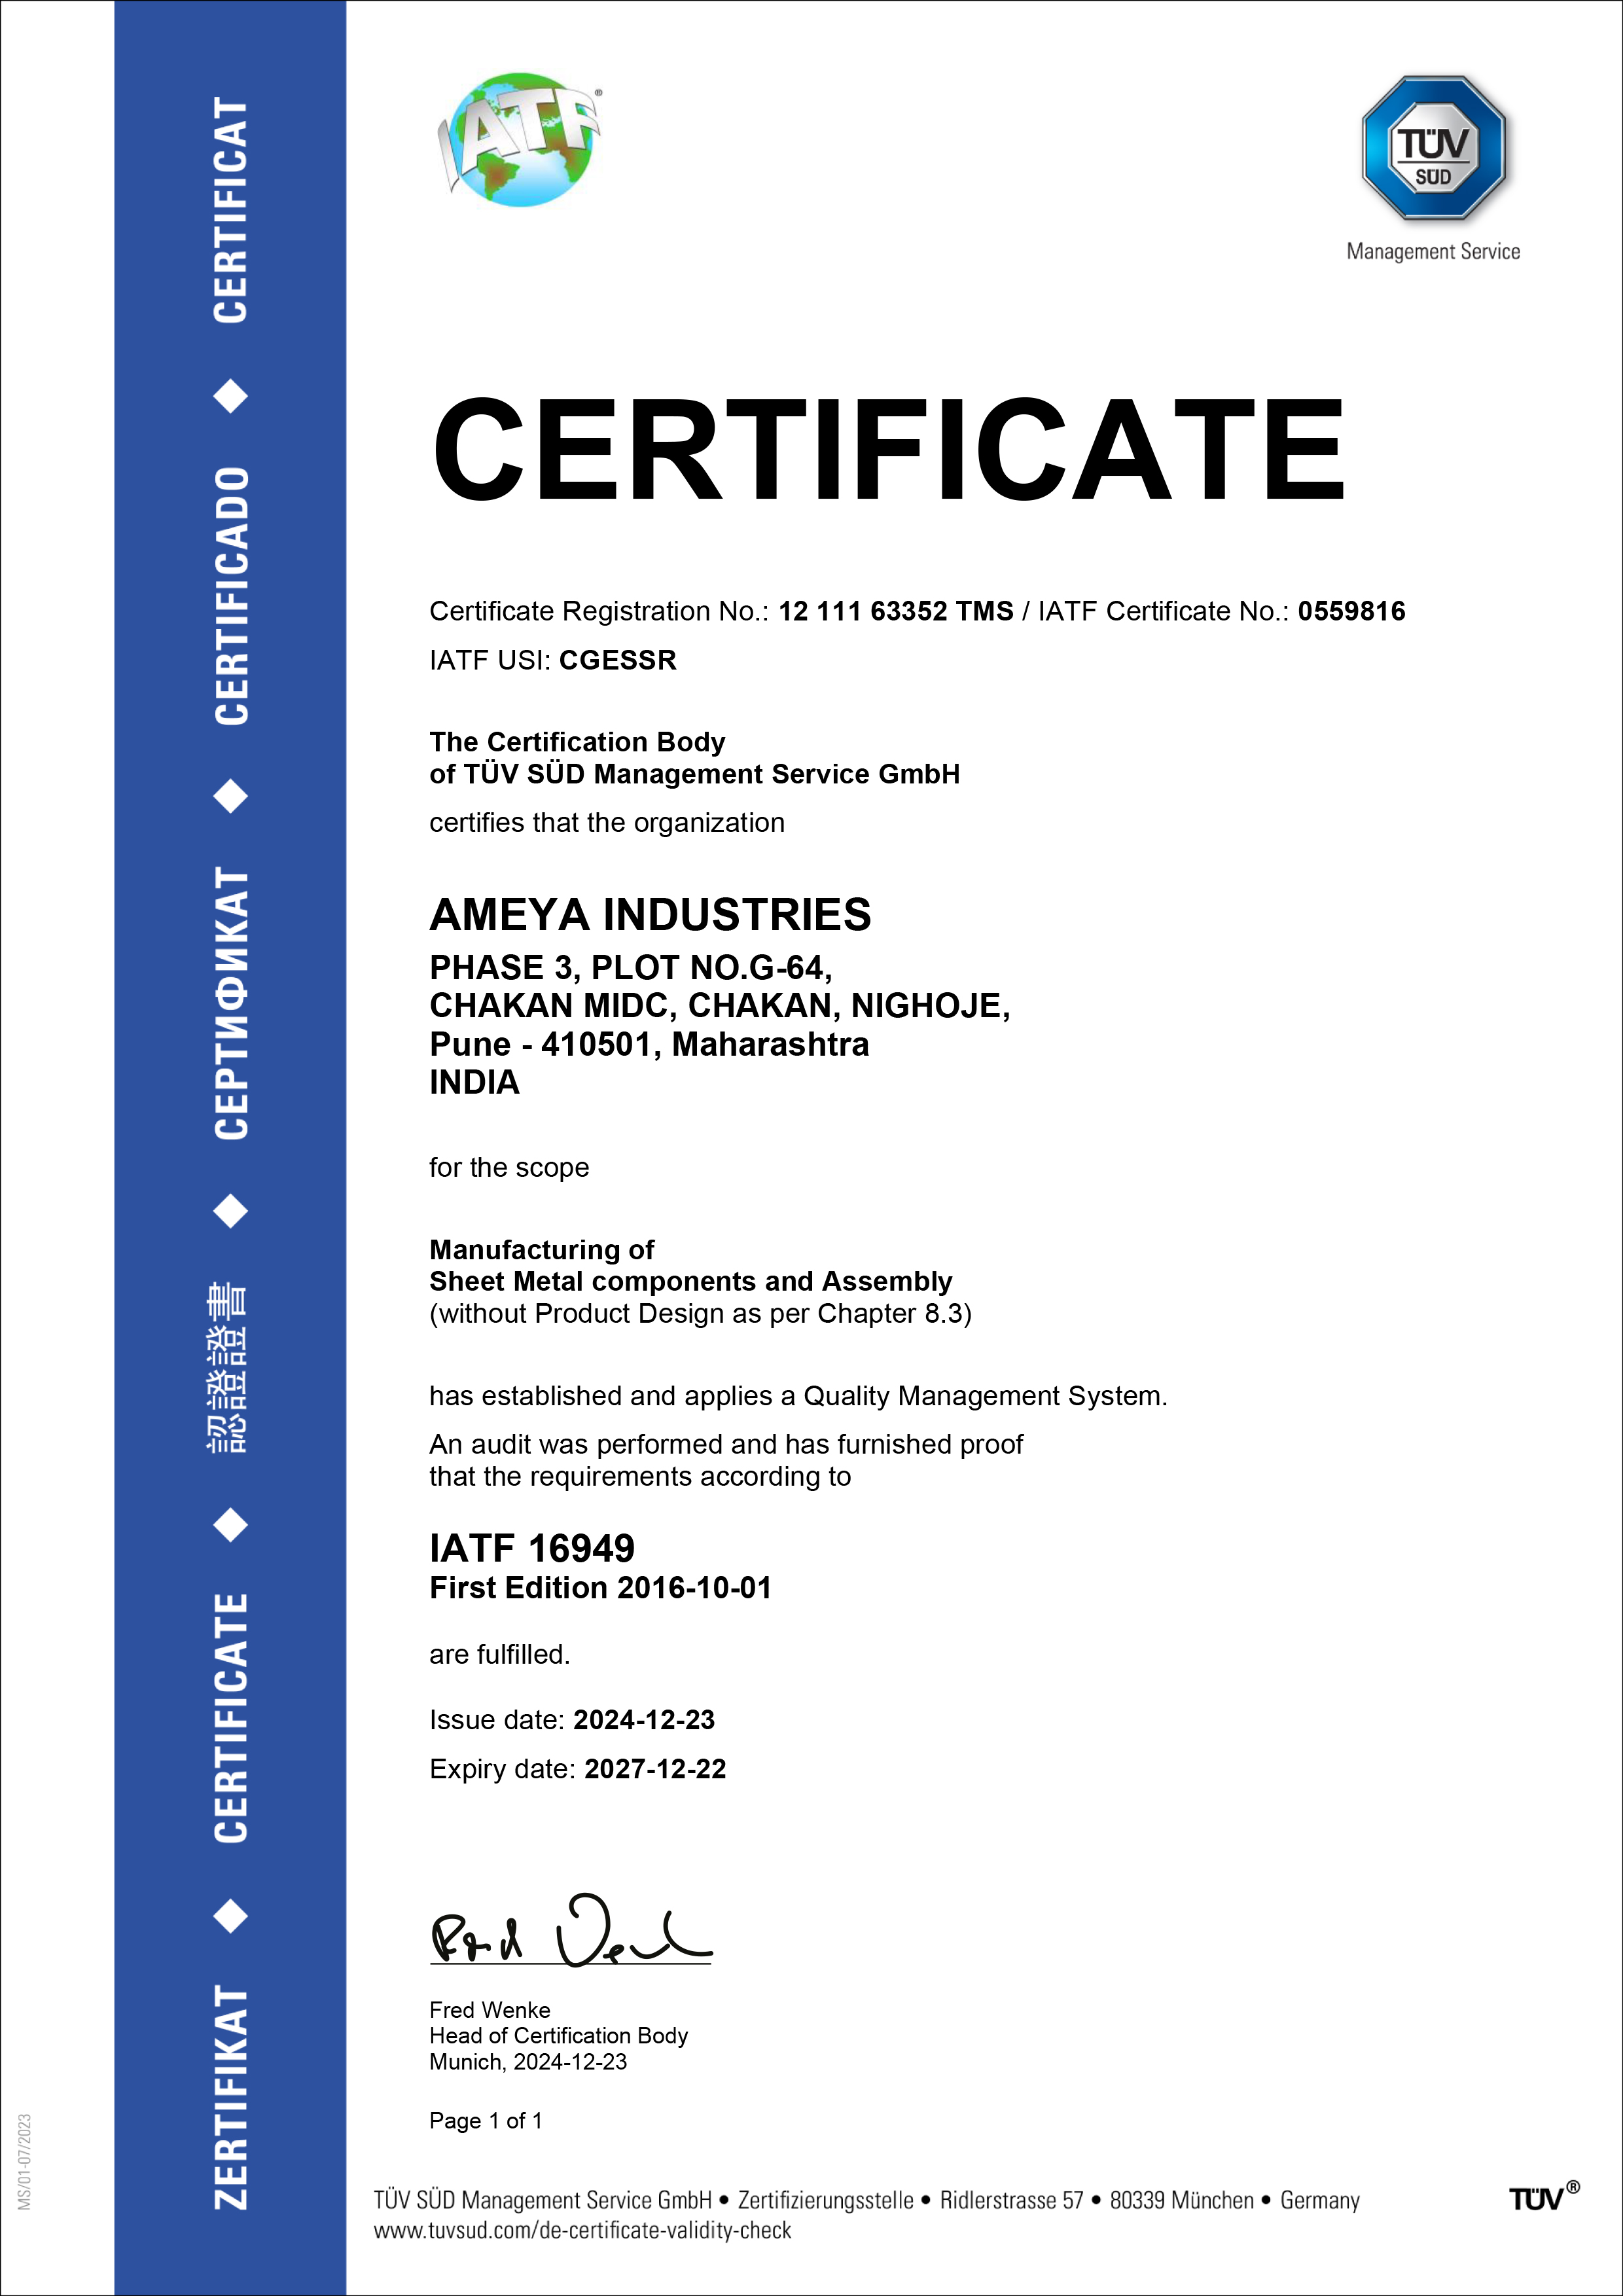 IATF®
TÜV
SÜD
Management Service
CERTIFICATE
Certificate Registration No.: 12 111 63352 TMS / IATF Certificate No.: 0559816
IATF USI: CGESSR
The Certification Body
of TÜV SÜD Management Service GmbH
certifies that the organization
AMEYA INDUSTRIES
PHASE 3, PLOT NO.G-64,
CHAKAN MIDC, CHAKAN, NIGHOJE,
Pune - 410501, Maharashtra
INDIA
for the scope
Manufacturing of
Sheet Metal components and Assembly
(without Product Design as per Chapter 8.3)
has established and applies a Quality Management System.
An audit was performed and has furnished proof
that the requirements according to
IATF 16949
First Edition 2016-10-01
are fulfilled.
Issue date: 2024-12-23
Expiry date: 2027-12-22
Fred Wenke
Fred Wenke
Head of Certification Body
Munich, 2024-12-23
Page 1 of 1
TÜV SÜD Management Service GmbH • Zertifizierungsstelle • Ridlerstrasse 57 • 80339 München • Germany
www.tuvsud.com/de-certificate-validity-check
TÜV®
ZERTIFIKAT ◆ CERTIFICATE ◆ 認證證書 ◆ СЕРТИФИКАТ ◆ CERTIFICADO ◆ CERTIFICAT
MS/01-07/2023